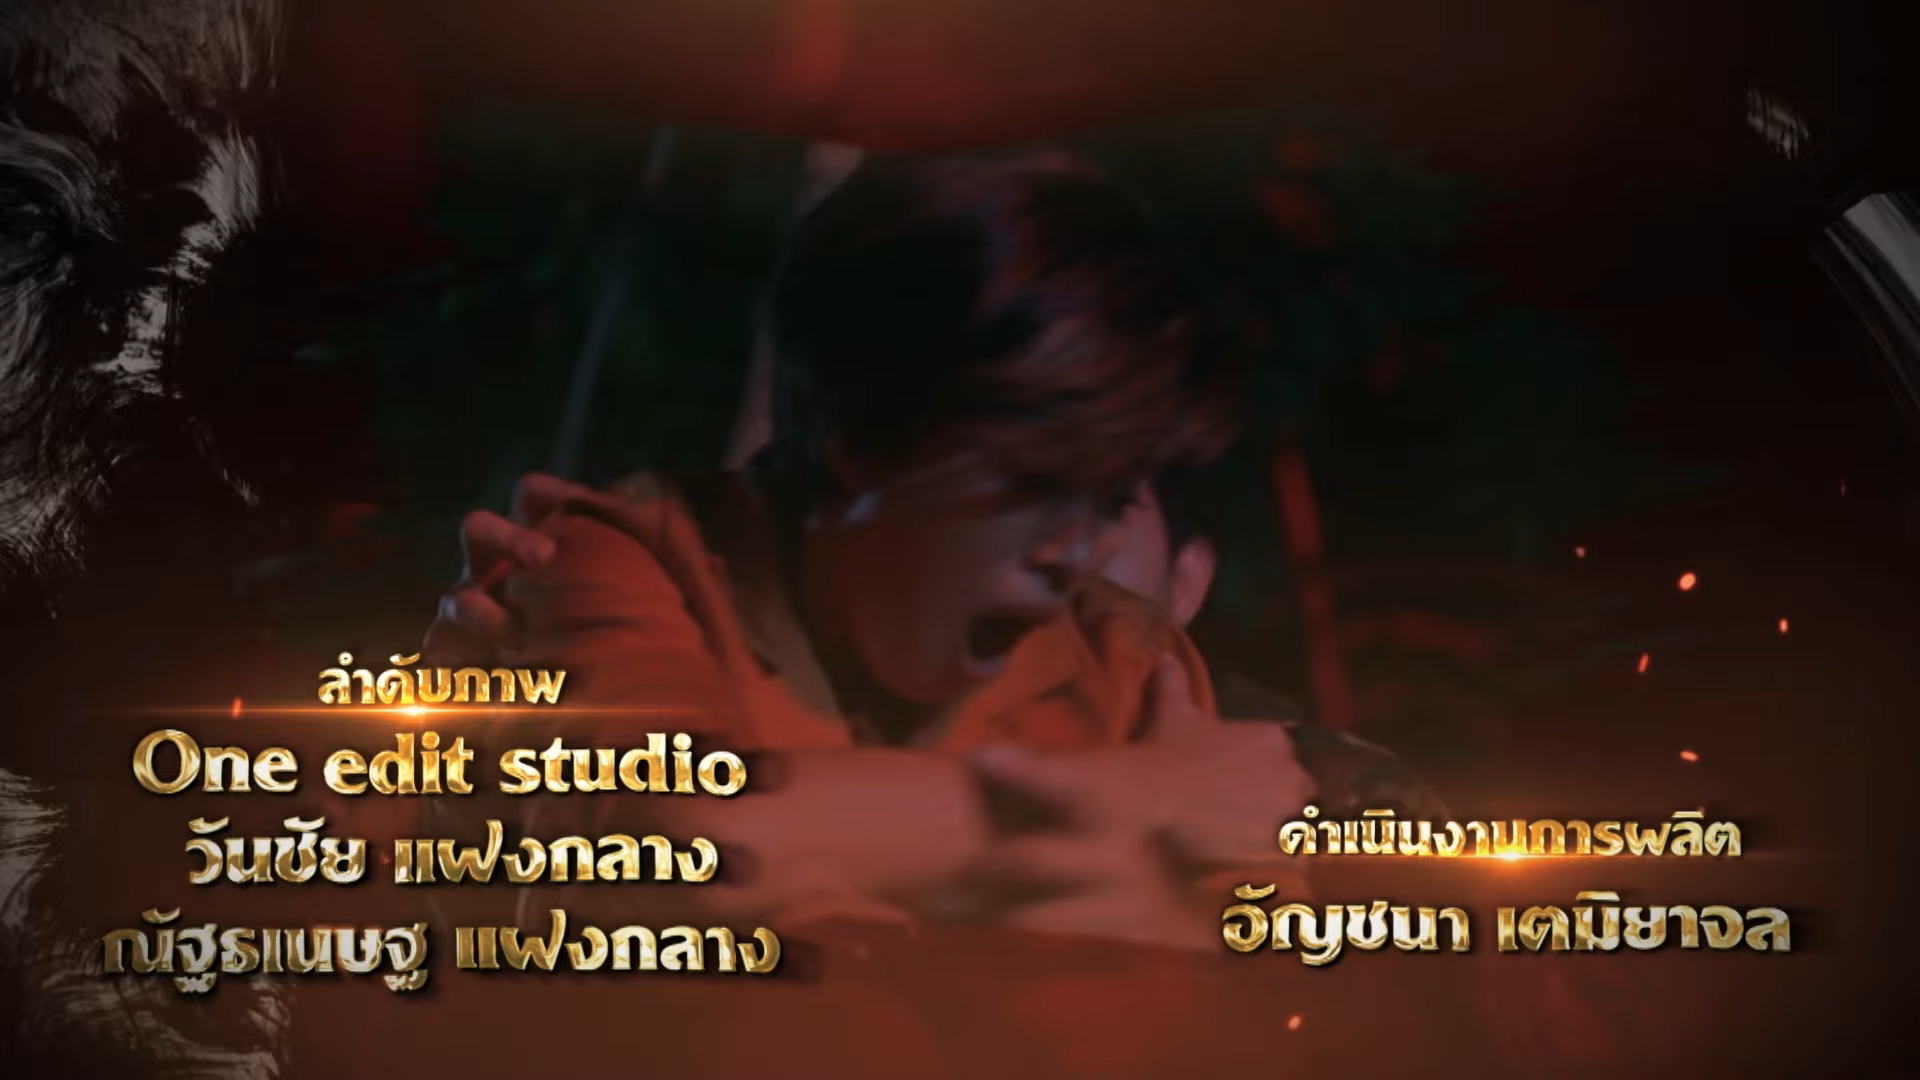 ลำดับภาพ
One edit studio
วันชัย แฝงกลาง
ณัฐธเนษฐ แฝงกลาง
ดำเนินงานการผลิต
อัญชนา เตมิยาจล